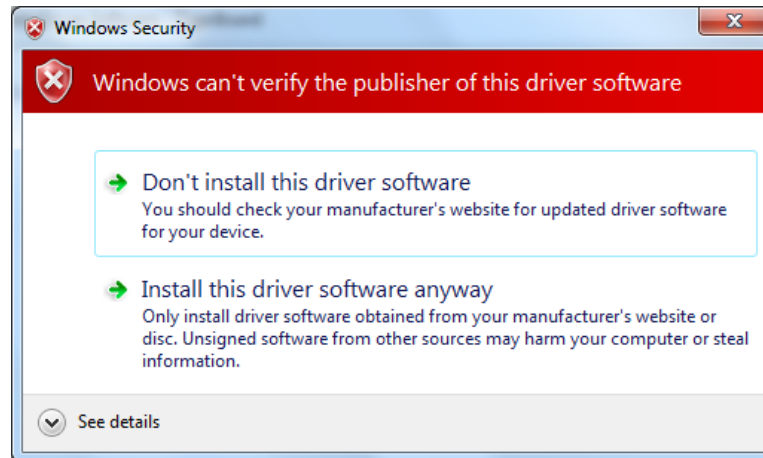 Windows Security
Windows can't verify the publisher of this driver software
Don't install this driver software
You should check your manufacturer's website for updated driver software
for your device.
Install this driver software anyway
Only install driver software obtained from your manufacturer's website or
disc. Unsigned software from other sources may harm your computer or steal
information.
See details